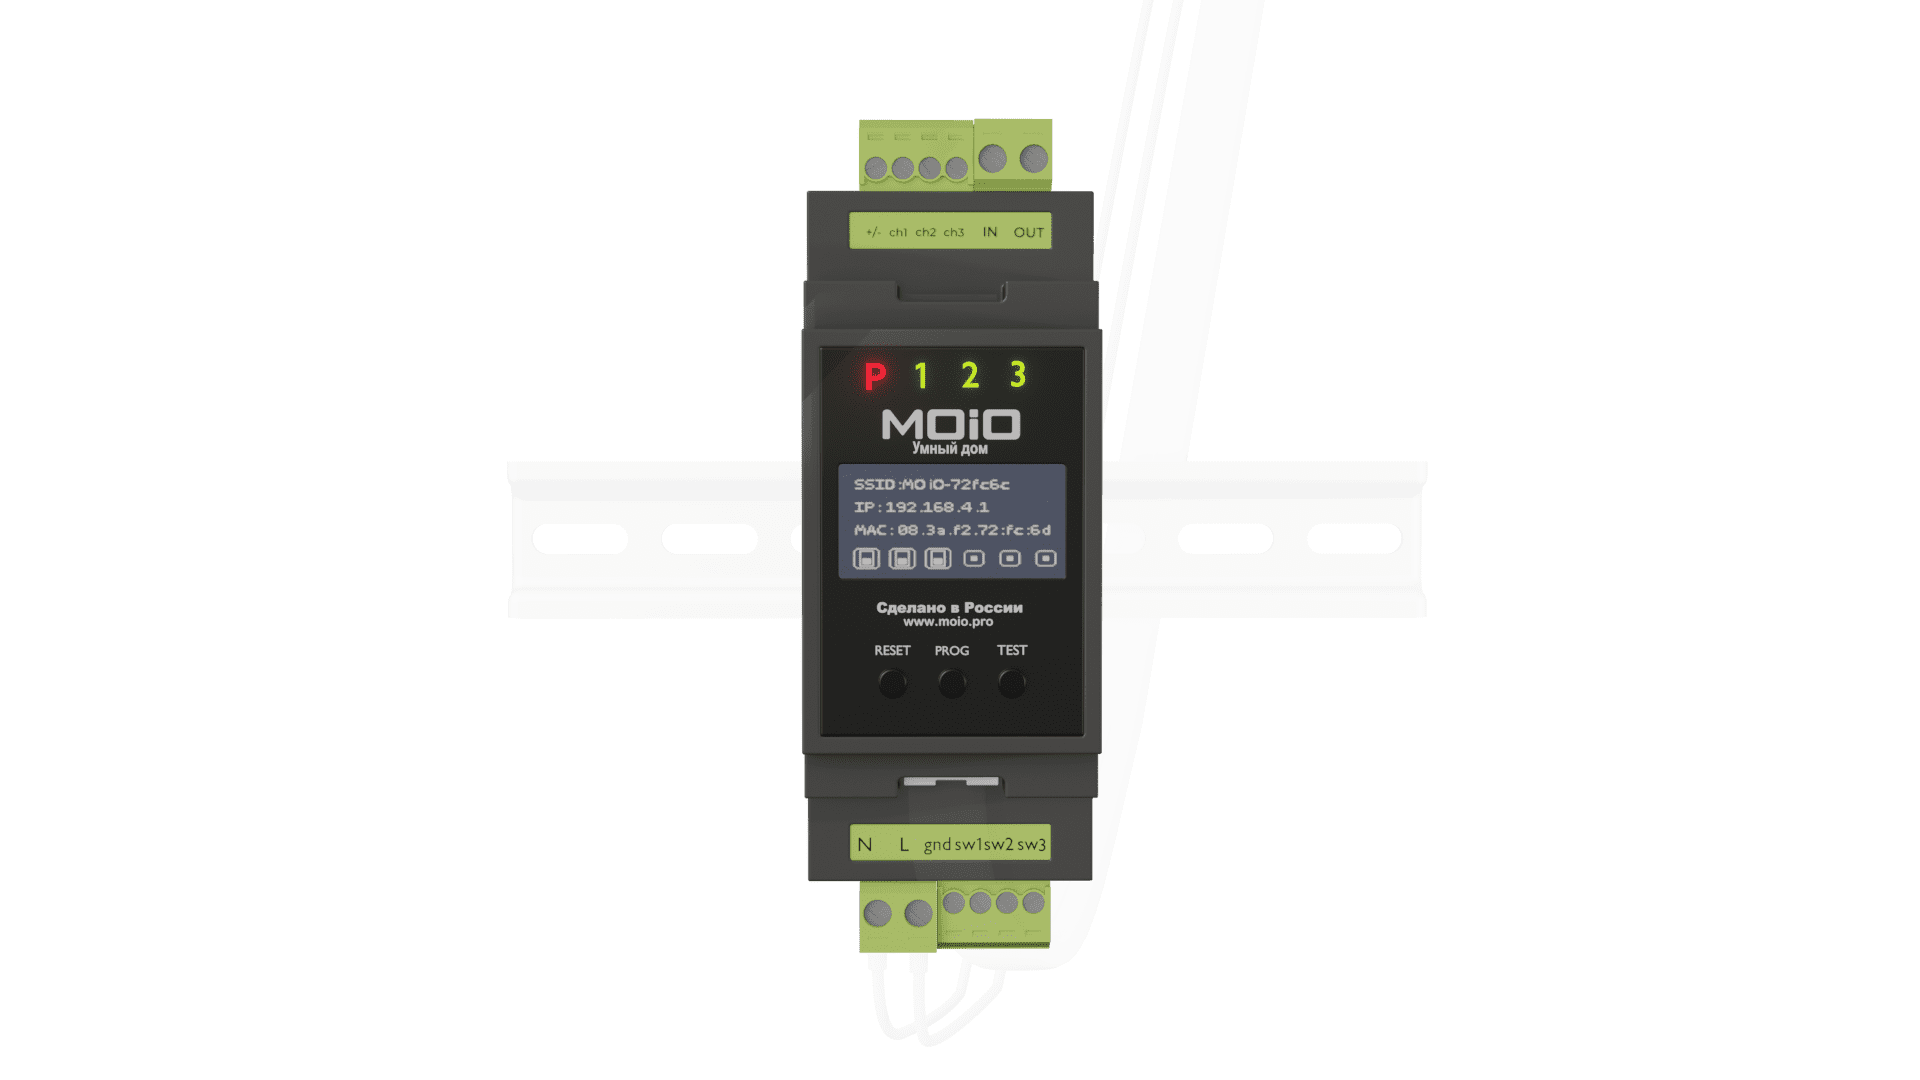 +/- ch1 ch2 ch3 IN OUT
P 1 2 3
MOiO
Умный дом
SSID:MOiO-72fc6c
IP:192.168.4.1
MAC:08.3a.f2.72:fc:6d
Сделано в России
www.moio.pro
RESET PROG TEST
N L gnd sw1 sw2 sw3